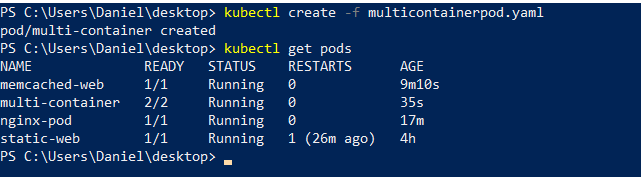 PS C:\Users\Daniel\desktop> kubectl create -f multicontainerpod.yaml
pod/multi-container created
PS C:\Users\Daniel\desktop> kubectl get pods
NAME READY STATUS RESTARTS AGE
memcached-web 1/1 Running 0 9m10s
multi-container 2/2 Running 0 35s
nginx-pod 1/1 Running 0 17m
static-web 1/1 Running 1 (26m ago) 4h
PS C:\Users\Daniel\desktop>